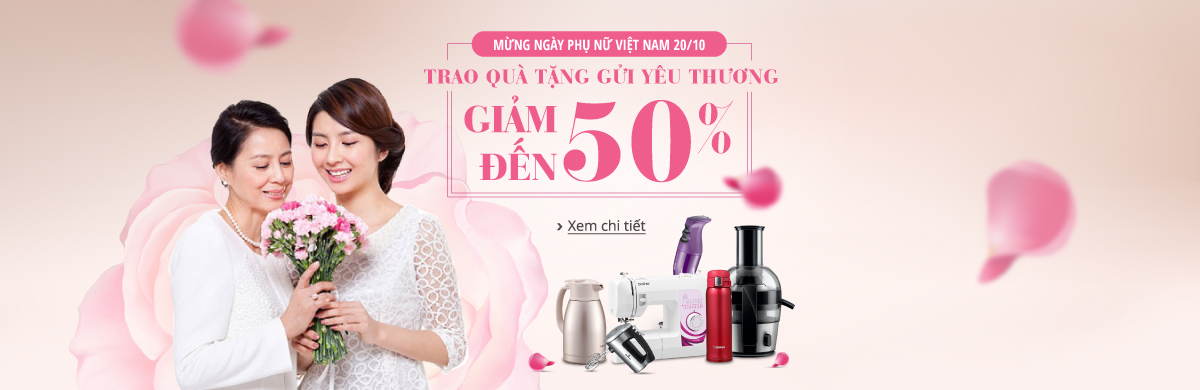 MỪNG NGÀY PHỤ NỮ VIỆT NAM 20/10
TRAO QUÀ TẶNG GỬI YÊU THƯƠNG
GIẢM
ĐẾN
50%
› Xem chi tiết
brother